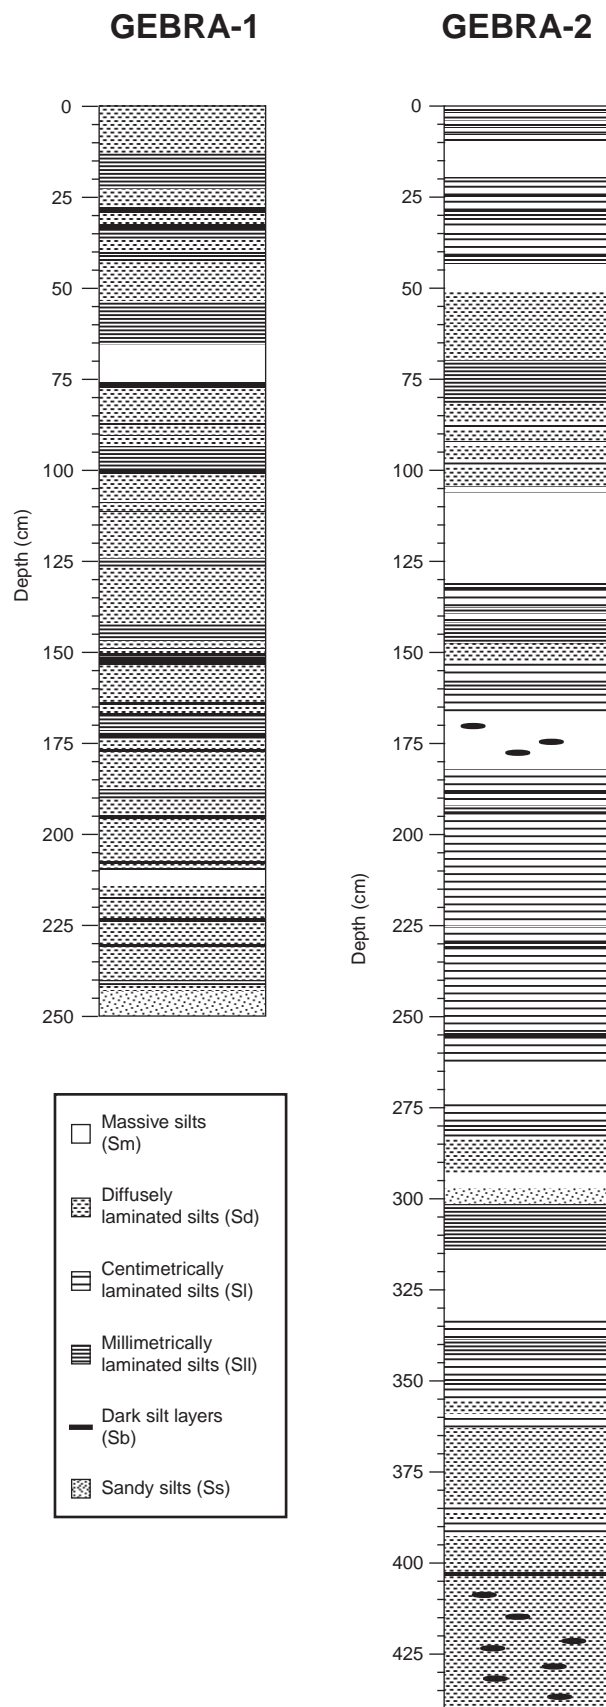 GEBRA-1
GEBRA-2
0
25
50
75
100
125
150
175
200
225
250
Depth (cm)
0
25
50
75
100
125
150
175
200
225
250
275
300
325
350
375
400
425
Depth (cm)
Massive silts
(Sm)
Diffusely
laminated silts (Sd)
Centimetrically
laminated silts (Sl)
Millimetrically
laminated silts (Sll)
Dark silt layers
(Sb)
Sandy silts (Ss)